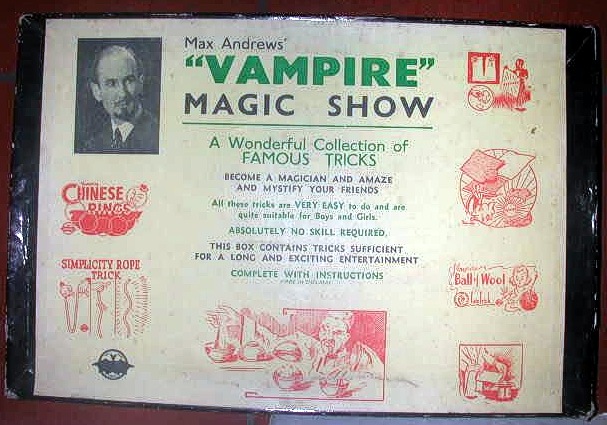 Max Andrews'
"VAMPIRE"
MAGIC SHOW
A Wonderful Collection of
FAMOUS TRICKS
BECOME A MAGICIAN AND AMAZE
AND MYSTIFY YOUR FRIENDS
All these tricks are VERY EASY to do and are
quite suitable for Boys and Girls.
ABSOLUTELY NO SKILL REQUIRED.
THIS BOX CONTAINS TRICKS SUFFICIENT
FOR A LONG AND EXCITING ENTERTAINMENT
COMPLETE WITH INSTRUCTIONS
CHINESE
RINGS
SIMPLICITY ROPE
TRICK
Ball & Wool